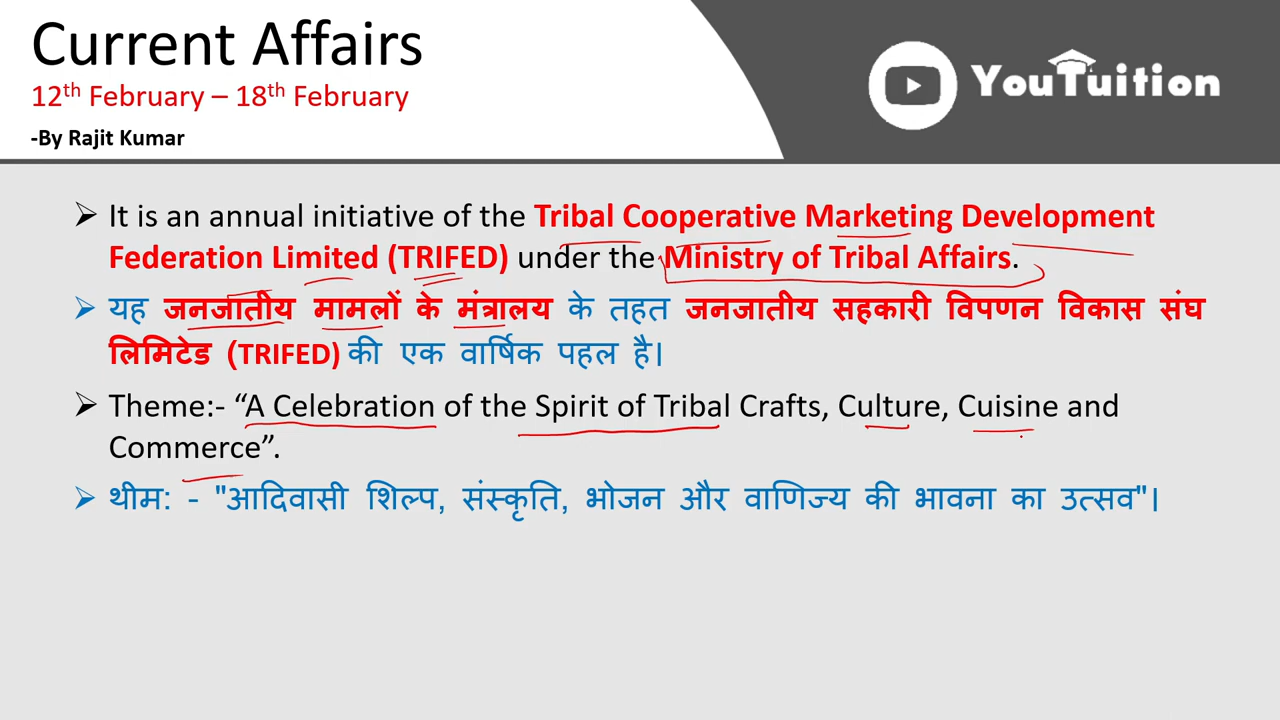 Current Affairs
12th February – 18th February
-By Rajit Kumar
YouTuition
➢ It is an annual initiative of the Tribal Cooperative Marketing Development
Federation Limited (TRIFED) under the Ministry of Tribal Affairs.
➢ यह जनजातीय मामलों के मंत्रालय के तहत जनजातीय सहकारी विपणन विकास संघ
लिमिटेड (TRIFED) की एक वार्षिक पहल है।
➢ Theme:- “A Celebration of the Spirit of Tribal Crafts, Culture, Cuisine and
Commerce”.
➢ थीम: - "आदिवासी शिल्प, संस्कृति, भोजन और वाणिज्य की भावना का उत्सव"।